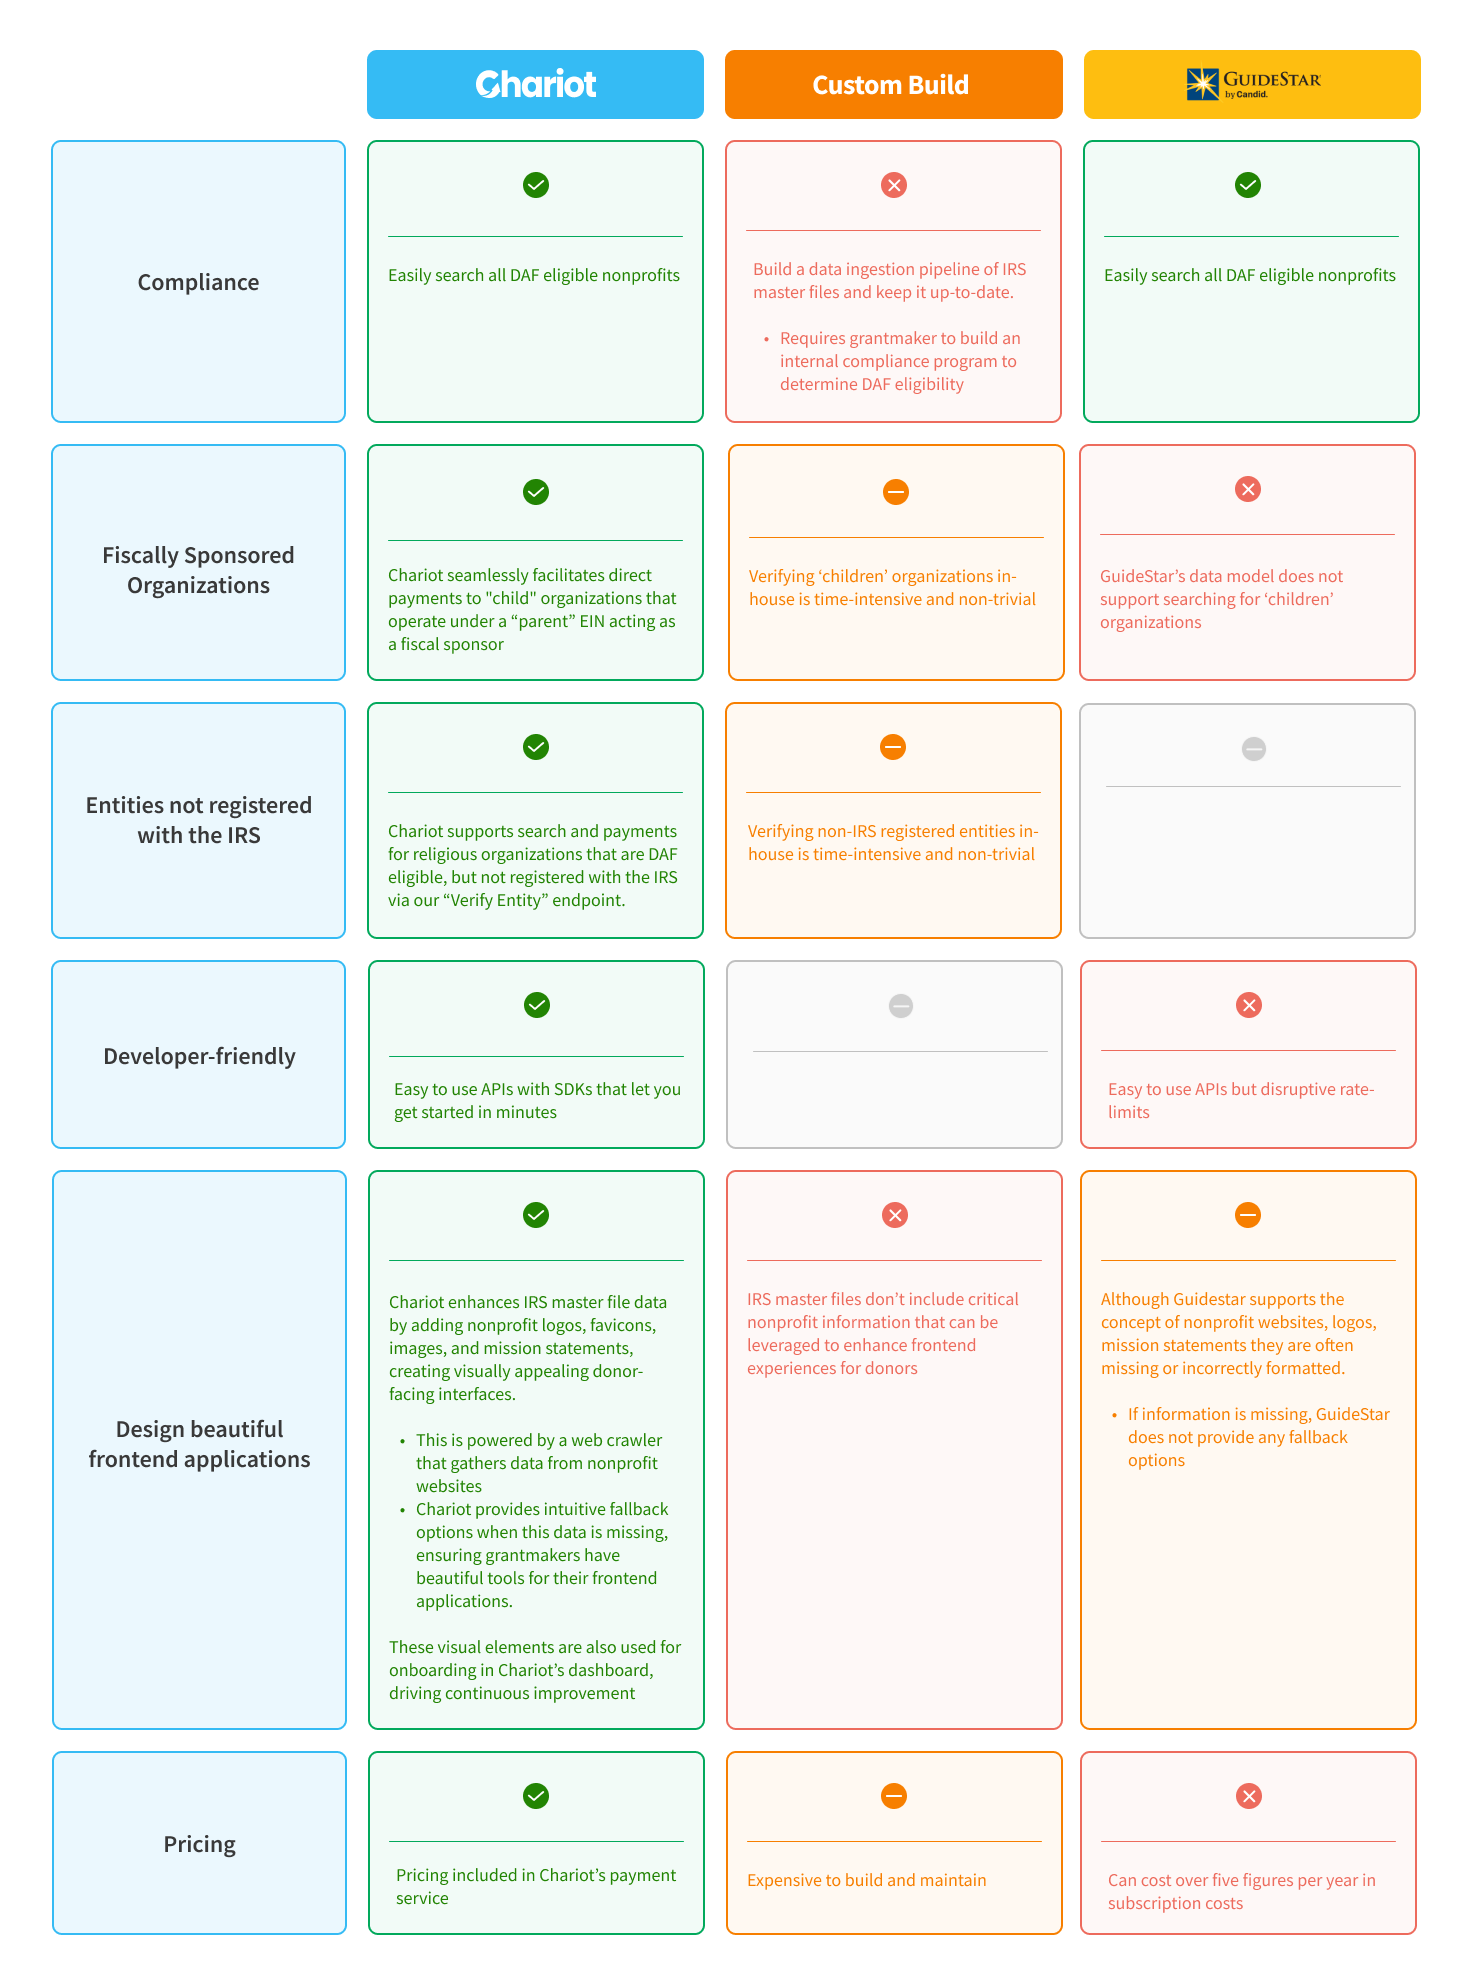 Chariot
Custom Build
GUIDESTAR
by Candid.
Compliance
Easily search all DAF eligible nonprofits
Build a data ingestion pipeline of IRS
master files and keep it up-to-date.
• Requires grantmaker to build an
internal compliance program to
determine DAF eligibility
Easily search all DAF eligible nonprofits
Fiscally Sponsored
Organizations
Chariot seamlessly facilitates direct
payments to "child" organizations that
operate under a “parent” EIN acting as
a fiscal sponsor
Verifying ‘children’ organizations in-
house is time-intensive and non-trivial
GuideStar’s data model does not
support searching for ‘children’
organizations
Entities not registered
with the IRS
Chariot supports search and payments
for religious organizations that are DAF
eligible, but not registered with the IRS
via our “Verify Entity” endpoint.
Verifying non-IRS registered entities in-
house is time-intensive and non-trivial
Developer-friendly
Easy to use APIs with SDKs that let you
get started in minutes
Easy to use APIs but disruptive rate-
limits
Design beautiful
frontend applications
Chariot enhances IRS master file data
by adding nonprofit logos, favicons,
images, and mission statements,
creating visually appealing donor-
facing interfaces.
• This is powered by a web crawler
that gathers data from nonprofit
websites
• Chariot provides intuitive fallback
options when this data is missing,
ensuring grantmakers have
beautiful tools for their frontend
applications.
These visual elements are also used for
onboarding in Chariot’s dashboard,
driving continuous improvement
IRS master files don’t include critical
nonprofit information that can be
leveraged to enhance frontend
experiences for donors
Although Guidestar supports the
concept of nonprofit websites, logos,
mission statements they are often
missing or incorrectly formatted.
• If information is missing, GuideStar
does not provide any fallback
options
Pricing
Pricing included in Chariot’s payment
service
Expensive to build and maintain
Can cost over five figures per year in
subscription costs